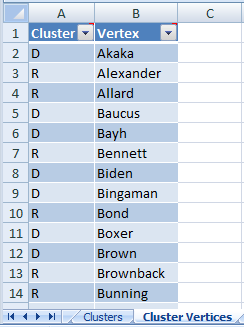 A B C
1 Cluster Vertex
2 D Akaka
3 R Alexander
4 R Allard
5 D Baucus
6 D Bayh
7 R Bennett
8 D Biden
9 D Bingaman
10 R Bond
11 D Boxer
12 D Brown
13 R Brownback
14 R Bunning
Clusters Cluster Vertices